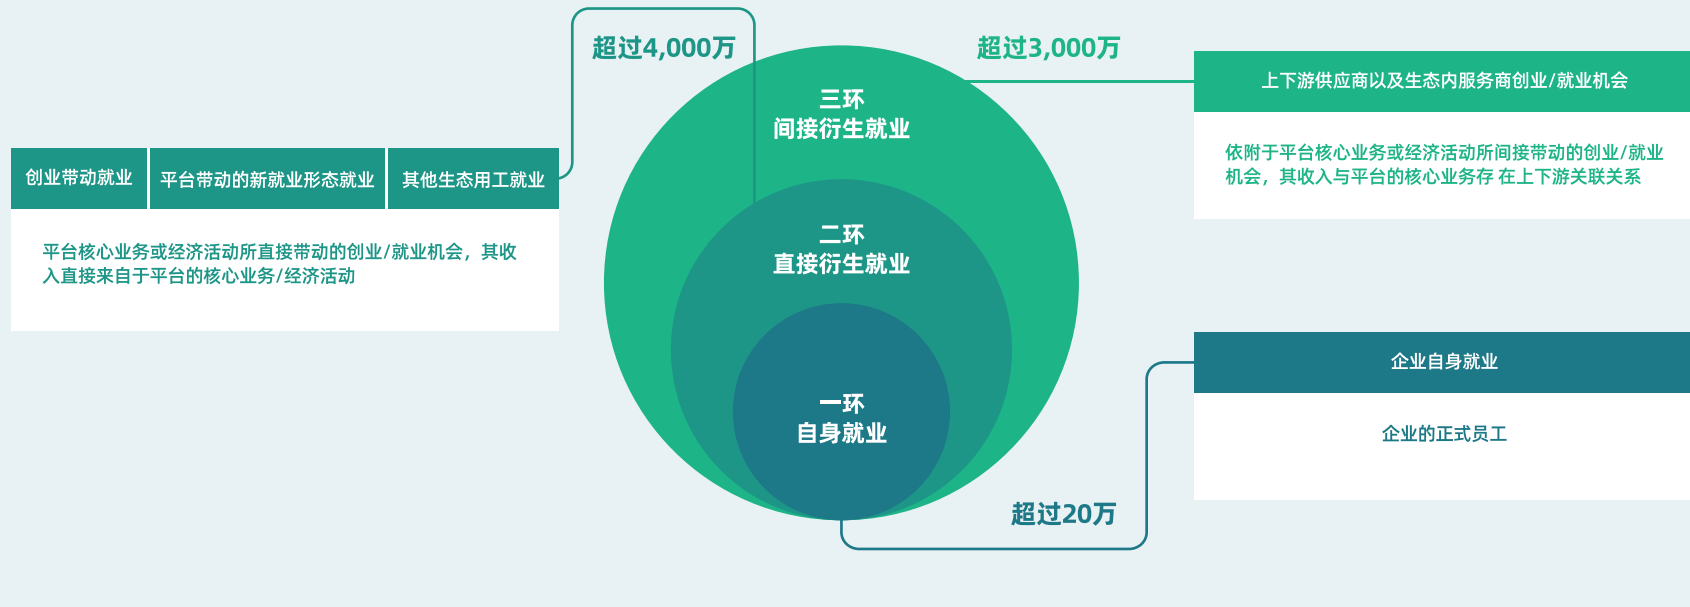 超过4,000万
创业带动就业
平台带动的新就业形态就业
其他生态用工就业
平台核心业务或经济活动所直接带动的创业/就业机会，其收
入直接来自于平台的核心业务/经济活动
三环
间接衍生就业
二环
直接衍生就业
一环
自身就业
超过3,000万
上下游供应商以及生态内服务商创业/就业机会
依附于平台核心业务或经济活动所间接带动的创业/就业
机会，其收入与平台的核心业务存 在上下游关联关系
超过20万
企业自身就业
企业的正式员工